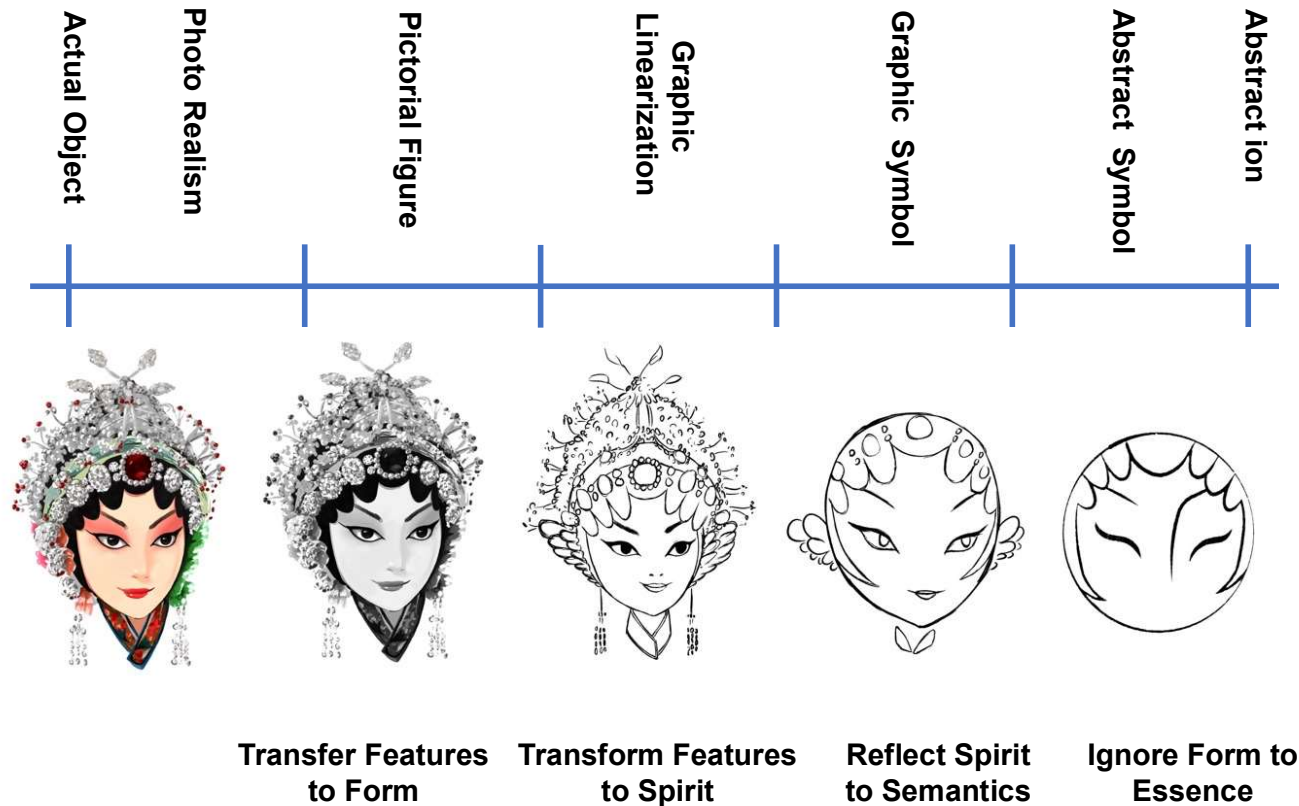 Actual Object
Photo Realism
Pictorial Figure
Graphic
Linearization
Graphic Symbol
Abstract Symbol
Abstract ion
Transfer Features
to Form
Transform Features
to Spirit
Reflect Spirit
to Semantics
Ignore Form to
Essence